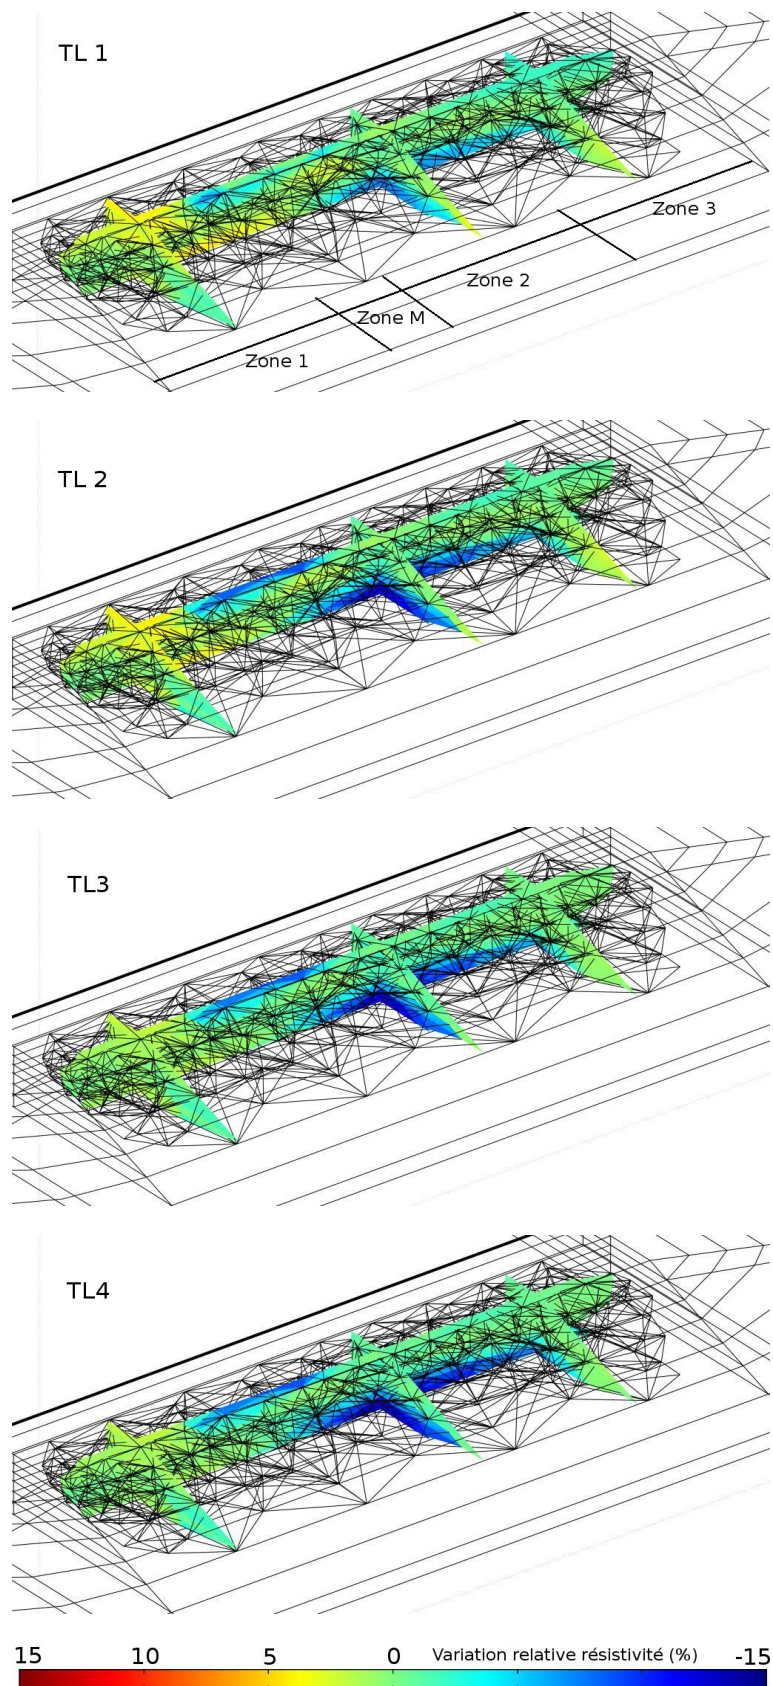 TL 1
Zone 3
Zone 2
Zone M
Zone 1
TL 2
TL3
TL4
15 10 5 0 Variation relative résistivité (%) -15